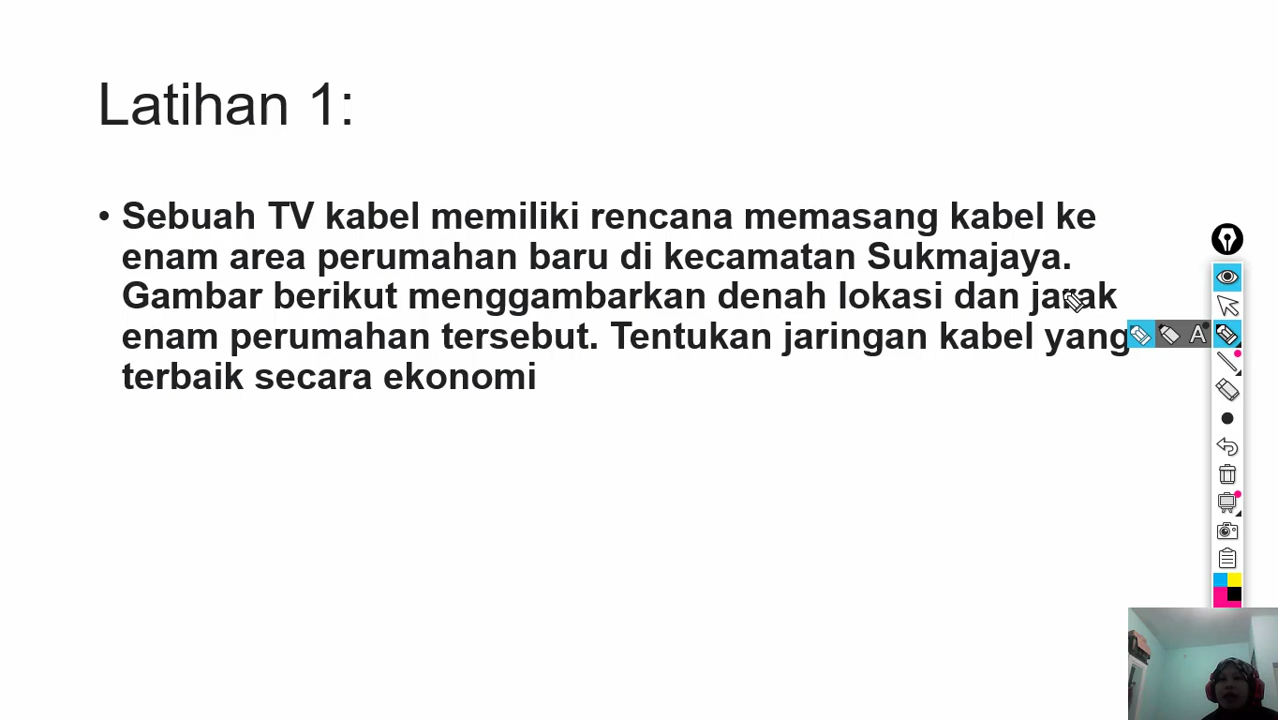 Latihan 1:
• Sebuah TV kabel memiliki rencana memasang kabel ke
enam area perumahan baru di kecamatan Sukmajaya.
Gambar berikut menggambarkan denah lokasi dan jarak
enam perumahan tersebut. Tentukan jaringan kabel yang
terbaik secara ekonomi
A